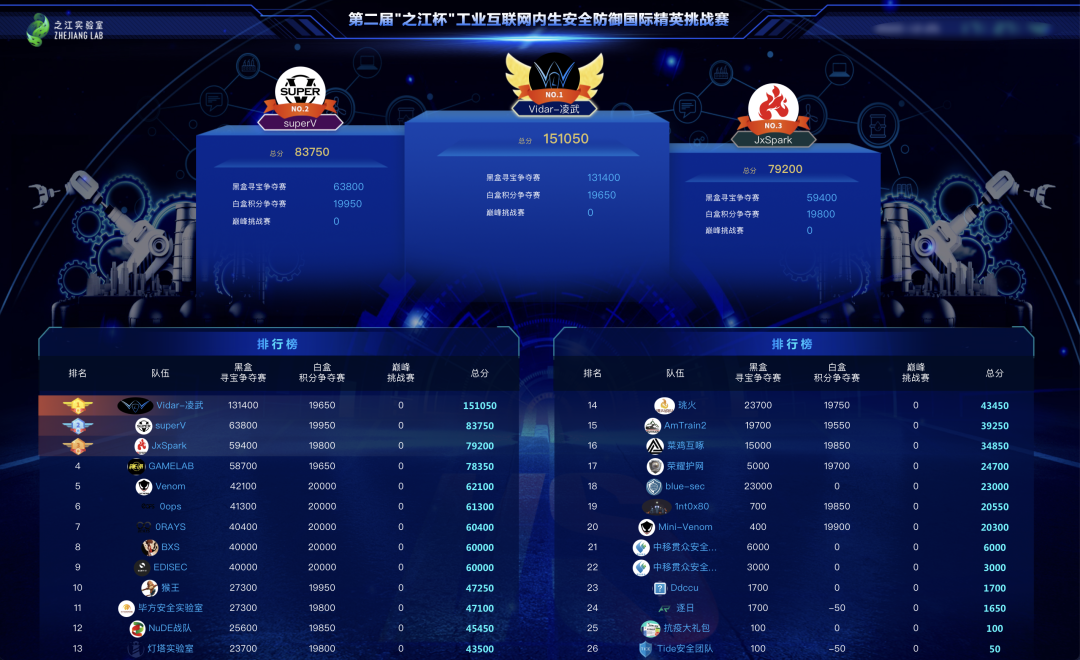 之江实验室
ZHEJIANG LAB
第二届"之江杯"工业互联网内生安全防御国际精英挑战赛
SUPER
NO.2
superV
总分 83750
黑盒寻宝争夺赛 63800
白盒积分争夺赛 19950
巅峰挑战赛 0
NO.1
Vidar-凌武
总分 151050
黑盒寻宝争夺赛 131400
白盒积分争夺赛 19650
巅峰挑战赛 0
NO.3
JxSpark
总分 79200
黑盒寻宝争夺赛 59400
白盒积分争夺赛 19800
巅峰挑战赛 0
排行榜
排名 队伍 黑盒寻宝争夺赛 白盒积分争夺赛 巅峰挑战赛 总分
1 Vidar-凌武 131400 19650 0 151050
2 superV 63800 19950 0 83750
3 JxSpark 59400 19800 0 79200
4 GAMELAB 58700 19650 0 78350
5 Venom 42100 20000 0 62100
6 0ops 41300 20000 0 61300
7 0RAYS 40400 20000 0 60400
8 BXS 40000 20000 0 60000
9 EDISEC 40000 20000 0 60000
10 猴王 27300 19950 0 47250
11 毕方安全实验室 27300 19800 0 47100
12 NuDE战队 25600 19850 0 45450
13 灯塔实验室 23700 19800 0 43500
排行榜
排名 队伍 黑盒寻宝争夺赛 白盒积分争夺赛 巅峰挑战赛 总分
14 珧火 23700 19750 0 43450
15 AmTrain2 19700 19550 0 39250
16 菜鸡互啄 15000 19850 0 34850
17 荣耀护网 5000 19700 0 24700
18 blue-sec 23000 0 0 23000
19 1nt0x80 700 19850 0 20550
20 Mini-Venom 400 19900 0 20300
21 中移贯众安全... 6000 0 0 6000
22 中移贯众安全... 3000 0 0 3000
23 Ddccu 1700 0 0 1700
24 逐日 1700 -50 0 1650
25 抗疫大礼包 100 0 0 100
26 Tide安全团队 100 -50 0 50